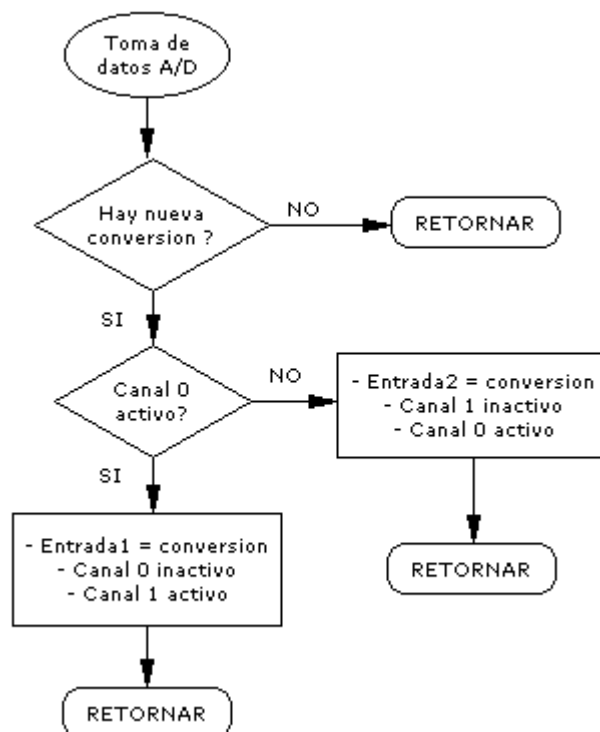 Toma de
datos A/D
Hay nueva
conversion ?
NO
RETORNAR
SI
Canal 0
activo?
NO
- Entrada2 = conversion
- Canal 1 inactivo
- Canal 0 activo
SI
RETORNAR
- Entrada1 = conversion
- Canal 0 inactivo
- Canal 1 activo
RETORNAR